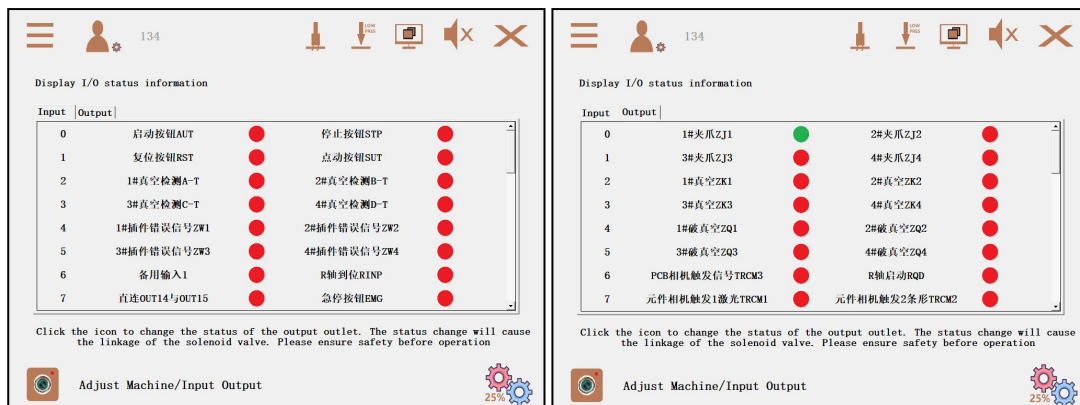 134
LOW
PRES
Display I/O status information
Input Output
0 启动按钮AUT 停止按钮STP
1 复位按钮RST 点动按钮SUT
2 1#真空检测A-T 2#真空检测B-T
3 3#真空检测C-T 4#真空检测D-T
4 1#插件错误信号ZW1 2#插件错误信号ZW2
5 3#插件错误信号ZW3 4#插件错误信号ZW4
6 备用输入1 R轴到位RINP
7 直连OUT14与OUT15 急停按钮EMG
Click the icon to change the status of the output outlet. The status change will cause
the linkage of the solenoid valve. Please ensure safety before operation
Adjust Machine/Input Output
25%
134
LOW
PRES
Display I/O status information
Input Output
0 1#夹爪ZJ1 2#夹爪ZJ2
1 3#夹爪ZJ3 4#夹爪ZJ4
2 1#真空ZK1 2#真空ZK2
3 3#真空ZK3 4#真空ZK4
4 1#破真空ZQ1 2#破真空ZQ2
5 3#破真空ZQ3 4#破真空ZQ4
6 PCB相机触发信号TRCM3 R轴启动RQD
7 元件相机触发1激光TRCM1 元件相机触发2条形TRCM2
Click the icon to change the status of the output outlet. The status change will cause
the linkage of the solenoid valve. Please ensure safety before operation
Adjust Machine/Input Output
25%